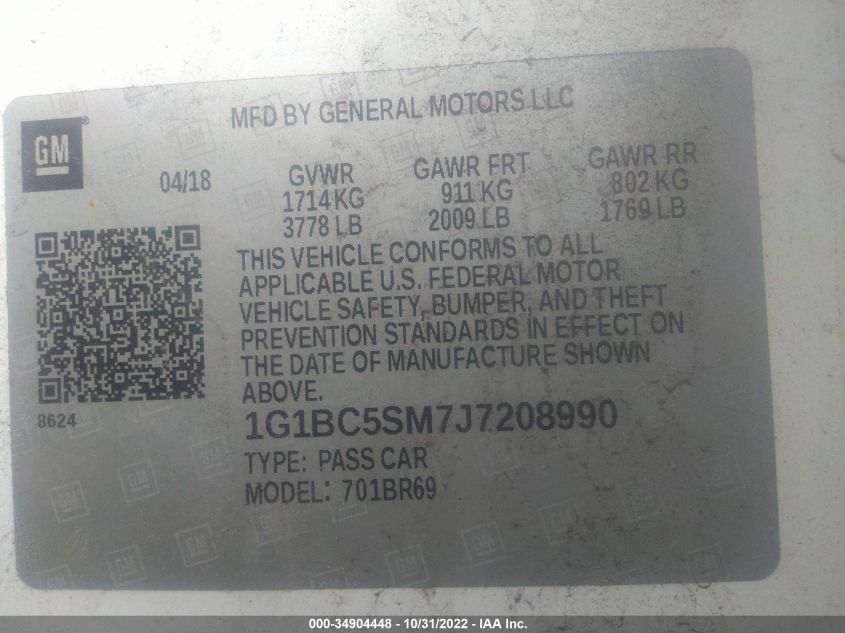 MFD BY GENERAL MOTORS LLC
GM®
04/18
GVWR GAWR FRT GAWR RR
1714 KG 911 KG 802 KG
3778 LB 2009 LB 1769 LB
THIS VEHICLE CONFORMS TO ALL
APPLICABLE U.S. FEDERAL MOTOR
VEHICLE SAFETY, BUMPER, AND THEFT
PREVENTION STANDARDS IN EFFECT ON
THE DATE OF MANUFACTURE SHOWN
ABOVE.
8624
1G1BC5SM7J7208990
TYPE: PASS CAR
MODEL: 701BR69
000-34904448 - 10/31/2022 - IAA Inc.